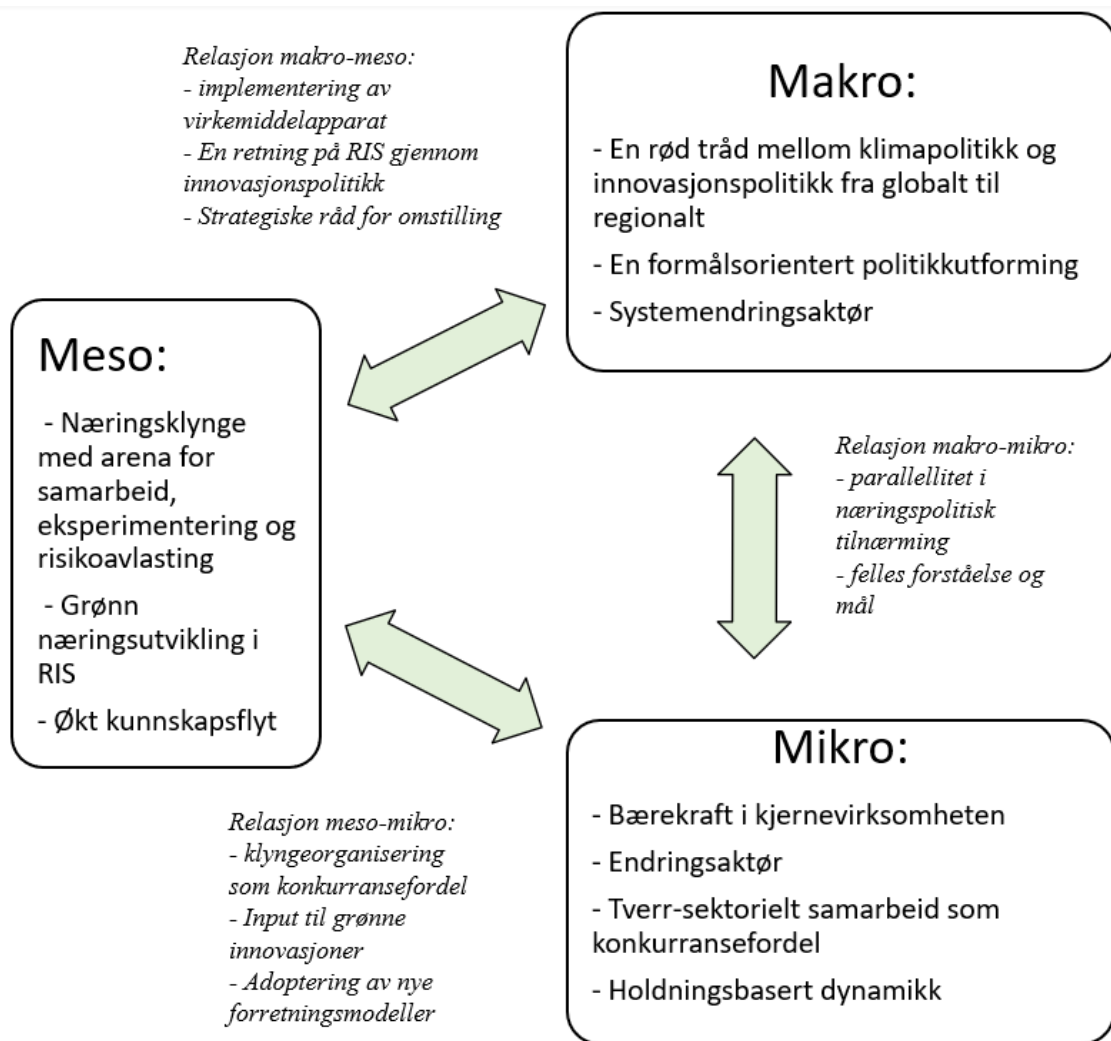 Relasjon makro-meso:
- implementering av
virkemiddelapparat
- En retning på RIS gjennom
innovasjonspolitikk
- Strategiske råd for omstilling
Makro:
- En rød tråd mellom klimapolitikk og
innovasjonspolitikk fra globalt til
regionalt
- En formålsorientert politikkutforming
- Systemendringsaktør
Meso:
- Næringsklynge
med arena for
samarbeid,
eksperimentering og
risikoavlasting
- Grønn
næringsutvikling i
RIS
- Økt kunnskapsflyt
Relasjon makro-mikro:
- parallellitet i
næringspolitisk
tilnærming
- felles forståelse og
mål
Relasjon meso-mikro:
- klyngeorganisering
som konkurransefordel
- Input til grønne
innovasjoner
- Adoptering av nye
forretningsmodeller
Mikro:
- Bærekraft i kjernevirksomheten
- Endringsaktør
- Tverr-sektorielt samarbeid som
konkurransefordel
- Holdningsbasert dynamikk